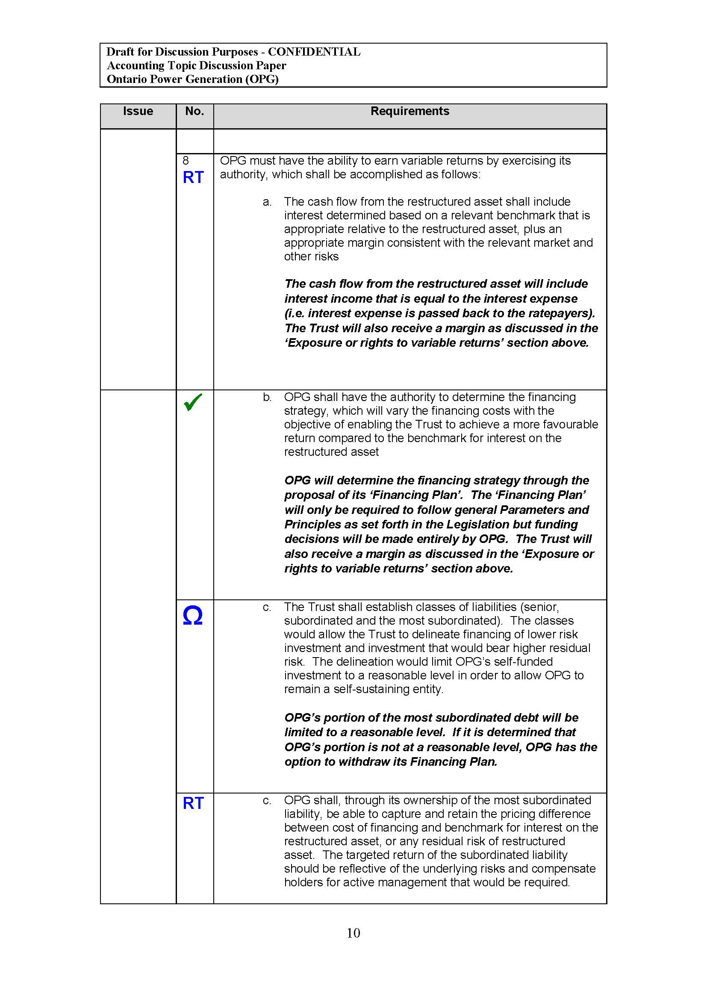 Draft for Discussion Purposes - CONFIDENTIAL
Accounting Topic Discussion Paper
Ontario Power Generation (OPG)
Issue No. Requirements
8 OPG must have the ability to earn variable returns by exercising its
RT authority, which shall be accomplished as follows:
a. The cash flow from the restructured asset shall include
interest determined based on a relevant benchmark that is
appropriate relative to the restructured asset, plus an
appropriate margin consistent with the relevant market and
other risks
The cash flow from the restructured asset will include
interest income that is equal to the interest expense
(i.e. interest expense is passed back to the ratepayers).
The Trust will also receive a margin as discussed in the
‘Exposure or rights to variable returns’ section above.
✓ b. OPG shall have the authority to determine the financing
strategy, which will vary the financing costs with the
objective of enabling the Trust to achieve a more favourable
return compared to the benchmark for interest on the
restructured asset
OPG will determine the financing strategy through the
proposal of its ‘Financing Plan’. The ‘Financing Plan’
will only be required to follow general Parameters and
Principles as set forth in the Legislation but funding
decisions will be made entirely by OPG. The Trust will
also receive a margin as discussed in the ‘Exposure or
rights to variable returns’ section above.
Ω c. The Trust shall establish classes of liabilities (senior,
subordinated and the most subordinated). The classes
would allow the Trust to delineate financing of lower risk
investment and investment that would bear higher residual
risk. The delineation would limit OPG’s self-funded
investment to a reasonable level in order to allow OPG to
remain a self-sustaining entity.
OPG’s portion of the most subordinated debt will be
limited to a reasonable level. If it is determined that
OPG’s portion is not at a reasonable level, OPG has the
option to withdraw its Financing Plan.
RT c. OPG shall, through its ownership of the most subordinated
liability, be able to capture and retain the pricing difference
between cost of financing and benchmark for interest on the
restructured asset, or any residual risk of restructured
asset. The targeted return of the subordinated liability
should be reflective of the underlying risks and compensate
holders for active management that would be required.
10